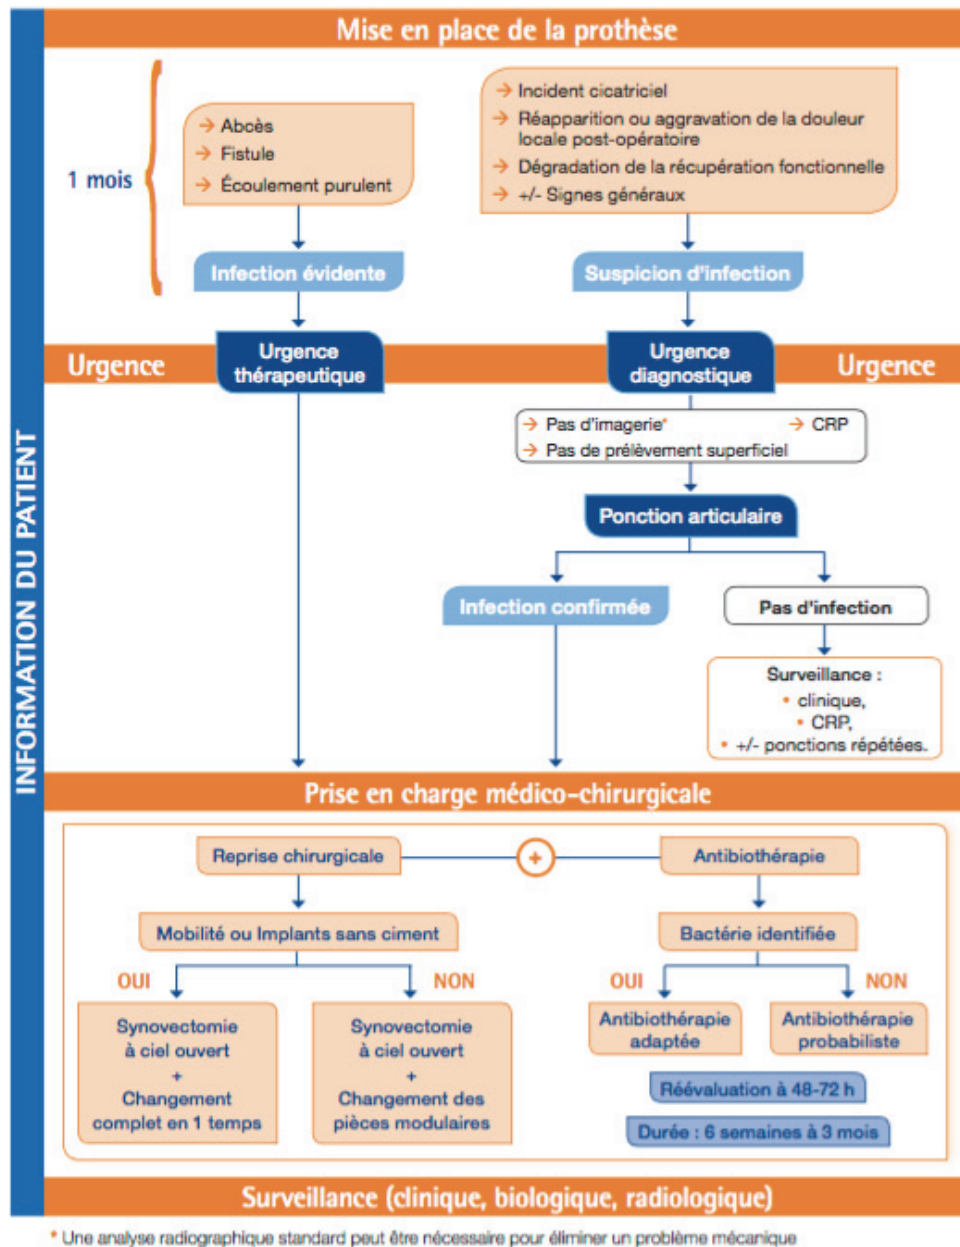 INFORMATION DU PATIENT
Mise en place de la prothèse
1 mois
→ Abcès
→ Fistule
→ Écoulement purulent
→ Incident cicatriciel
→ Réapparition ou aggravation de la douleur
locale post-opératoire
→ Dégradation de la récupération fonctionnelle
→ +/- Signes généraux
Infection évidente
Suspicion d'infection
Urgence
Urgence
thérapeutique
Urgence
diagnostique
Urgence
→ Pas d'imagerie*
→ CRP
→ Pas de prélèvement superficiel
Ponction articulaire
Infection confirmée
Pas d'infection
Surveillance :
• clinique,
• CRP,
• +/- ponctions répétées.
Prise en charge médico-chirurgicale
Reprise chirurgicale
+
Antibiothérapie
Mobilité ou Implants sans ciment
Bactérie identifiée
OUI
NON
OUI
NON
Synovectomie
à ciel ouvert
+
Changement
complet en 1 temps
Synovectomie
à ciel ouvert
+
Changement des
pièces modulaires
Antibiothérapie
adaptée
Antibiothérapie
probabiliste
Réévaluation à 48-72 h
Durée : 6 semaines à 3 mois
Surveillance (clinique, biologique, radiologique)
* Une analyse radiographique standard peut être nécessaire pour éliminer un problème mécanique